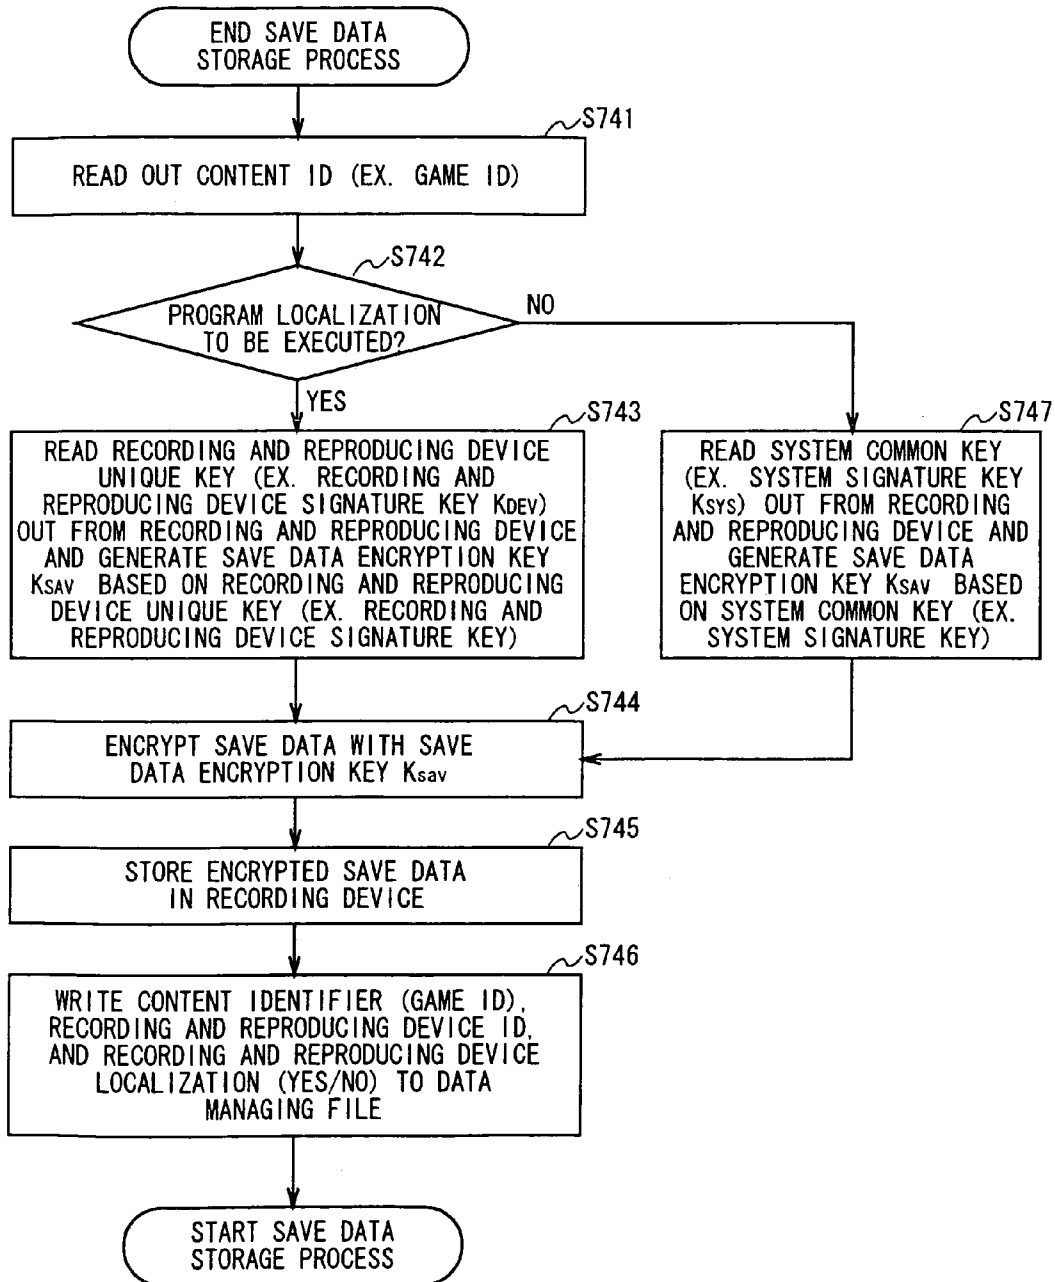 END SAVE DATA
STORAGE PROCESS
S741
READ OUT CONTENT ID (EX. GAME ID)
S742
PROGRAM LOCALIZATION
TO BE EXECUTED?
NO
YES
S743
READ RECORDING AND REPRODUCING DEVICE
UNIQUE KEY (EX. RECORDING AND
REPRODUCING DEVICE SIGNATURE KEY KDEV)
OUT FROM RECORDING AND REPRODUCING DEVICE
AND GENERATE SAVE DATA ENCRYPTION KEY
KSAV BASED ON RECORDING AND REPRODUCING
DEVICE UNIQUE KEY (EX. RECORDING AND
REPRODUCING DEVICE SIGNATURE KEY)
S747
READ SYSTEM COMMON KEY
(EX. SYSTEM SIGNATURE KEY
KSYS) OUT FROM RECORDING
AND REPRODUCING DEVICE AND
GENERATE SAVE DATA
ENCRYPTION KEY KSAV BASED
ON SYSTEM COMMON KEY (EX.
SYSTEM SIGNATURE KEY)
S744
ENCRYPT SAVE DATA WITH SAVE
DATA ENCRYPTION KEY Ksav
S745
STORE ENCRYPTED SAVE DATA
IN RECORDING DEVICE
S746
WRITE CONTENT IDENTIFIER (GAME ID),
RECORDING AND REPRODUCING DEVICE ID,
AND RECORDING AND REPRODUCING DEVICE
LOCALIZATION (YES/NO) TO DATA
MANAGING FILE
START SAVE DATA
STORAGE PROCESS